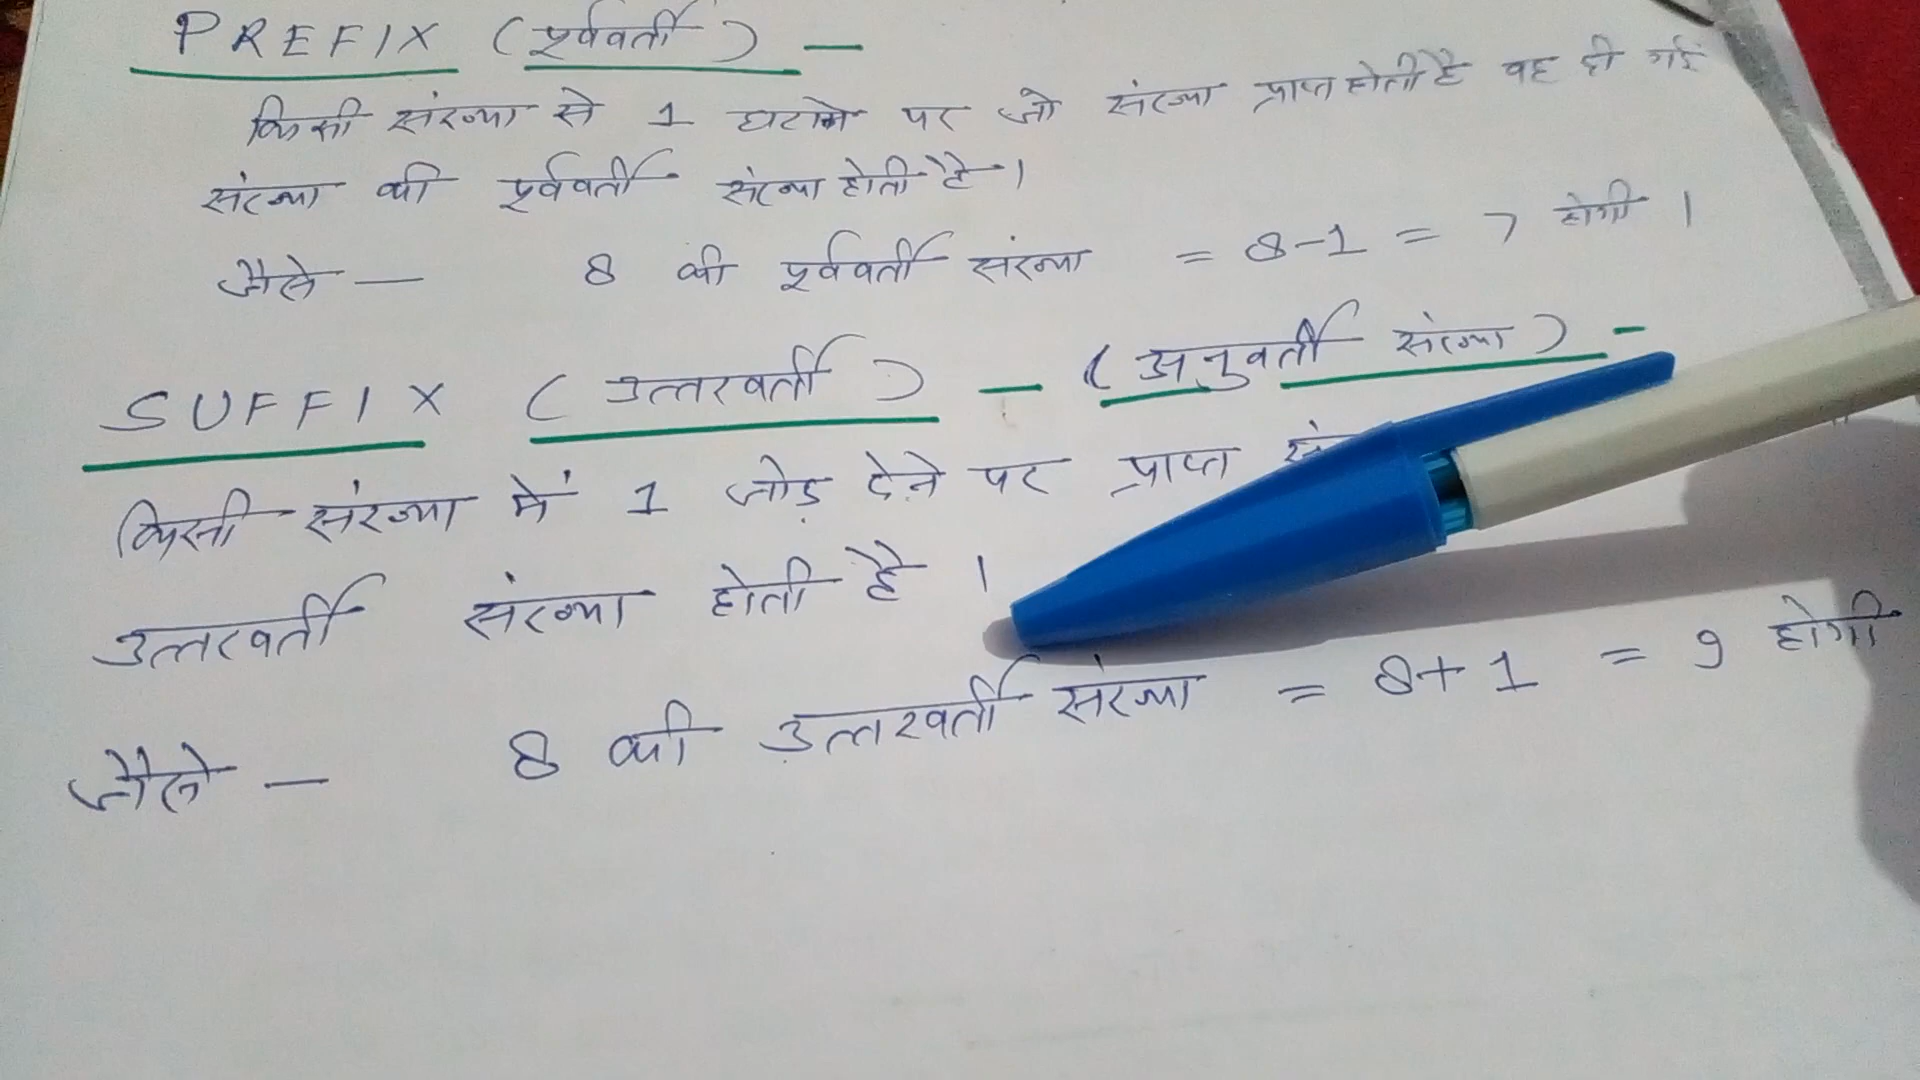 PREFIX (पूर्ववर्ती) —
किसी संख्या से 1 घटाने पर जो संख्या प्राप्त होती है वह दी गई
संख्या की पूर्ववर्ती संख्या होती है।
जैसे — 8 की पूर्ववर्ती संख्या = 8-1 = 7 होगी।
SUFFIX (उत्तरवर्ती) — (अनुवर्ती संख्या) -
किसी संख्या में 1 जोड़ देने पर प्राप्त
उत्तरवर्ती संख्या होती है ।
जैसे — 8 की उत्तरवर्ती संख्या = 8+1 = 9 होगी